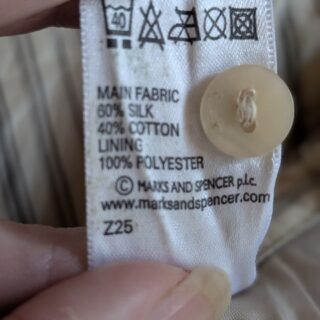 40
MAIN FABRIC
60% SILK
40% COTTON
LINING
100% POLYESTER
© MARKS AND SPENCER p.l.c.
www.marksandspencer.com
Z25